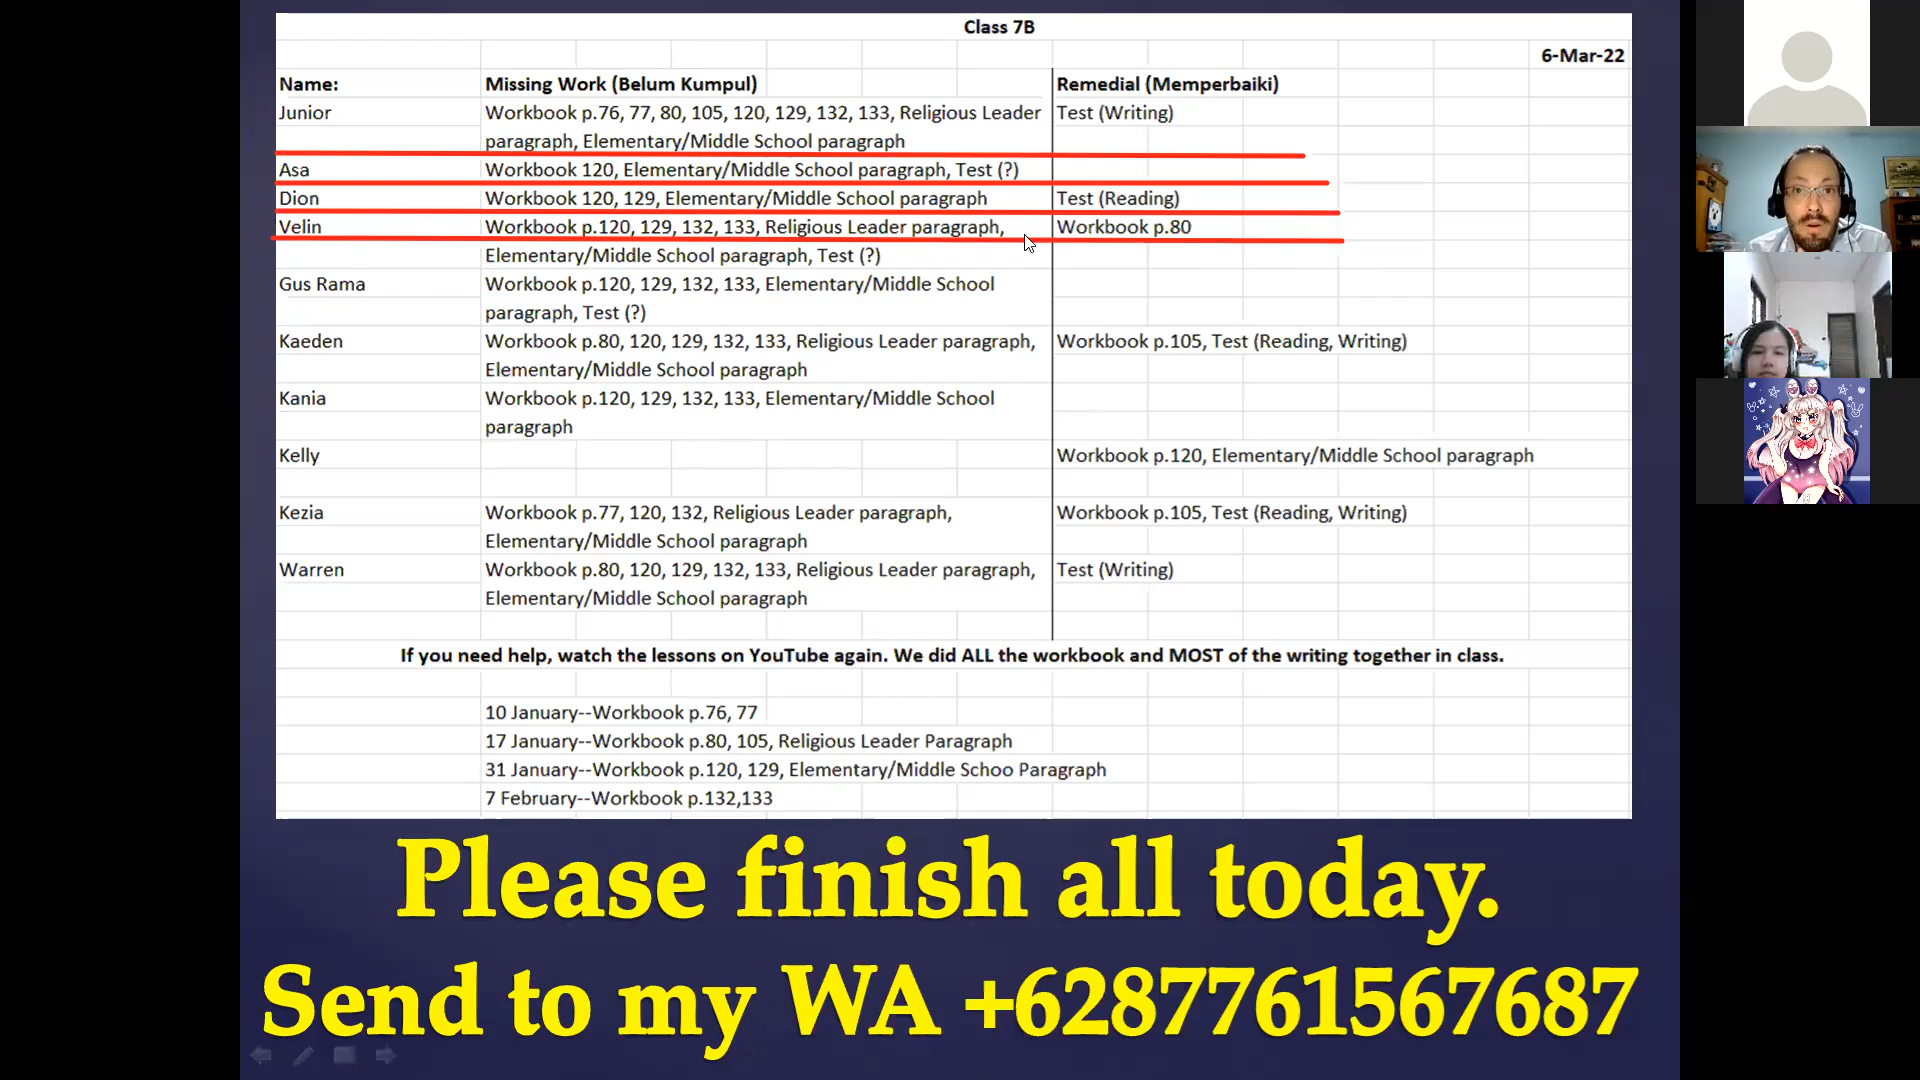 Class 7B
6-Mar-22
Name: Missing Work (Belum Kumpul) Remedial (Memperbaiki)
Junior Workbook p.76, 77, 80, 105, 120, 129, 132, 133, Religious Leader Test (Writing)
paragraph, Elementary/Middle School paragraph
Asa Workbook 120, Elementary/Middle School paragraph, Test (?)
Dion Workbook 120, 129, Elementary/Middle School paragraph Test (Reading)
Velin Workbook p.120, 129, 132, 133, Religious Leader paragraph, Workbook p.80
Elementary/Middle School paragraph, Test (?)
Gus Rama Workbook p.120, 129, 132, 133, Elementary/Middle School
paragraph, Test (?)
Kaeden Workbook p.80, 120, 129, 132, 133, Religious Leader paragraph, Workbook p.105, Test (Reading, Writing)
Elementary/Middle School paragraph
Kania Workbook p.120, 129, 132, 133, Elementary/Middle School
paragraph
Kelly Workbook p.120, Elementary/Middle School paragraph
Kezia Workbook p.77, 120, 132, Religious Leader paragraph, Workbook p.105, Test (Reading, Writing)
Elementary/Middle School paragraph
Warren Workbook p.80, 120, 129, 132, 133, Religious Leader paragraph, Test (Writing)
Elementary/Middle School paragraph
If you need help, watch the lessons on YouTube again. We did ALL the workbook and MOST of the writing together in class.
10 January--Workbook p.76, 77
17 January--Workbook p.80, 105, Religious Leader Paragraph
31 January--Workbook p.120, 129, Elementary/Middle Schoo Paragraph
7 February--Workbook p.132,133
Please finish all today.
Send to my WA +6287761567687